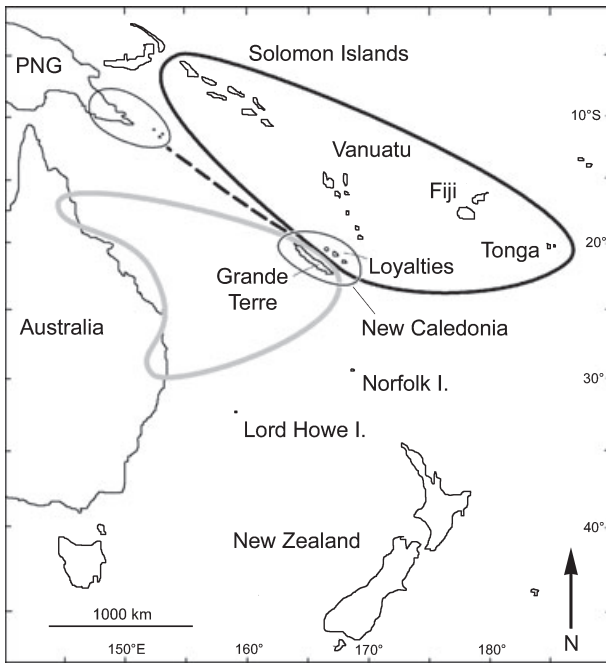 Solomon Islands
PNG
10°S
Vanuatu
Fiji
20°
Tonga
Loyalties
Grande
Terre
New Caledonia
Australia
30°
Norfolk I.
Lord Howe I.
40°
New Zealand
1000 km
N
150°E
160°
170°
180°